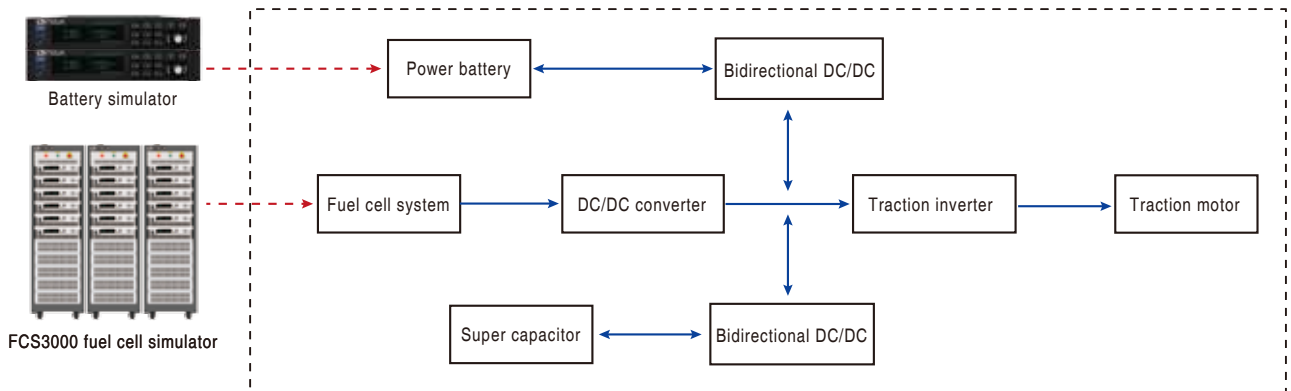 Power battery
Bidirectional DC/DC
Battery simulator
Fuel cell system
DC/DC converter
Traction inverter
Traction motor
Super capacitor
Bidirectional DC/DC
FCS3000 fuel cell simulator